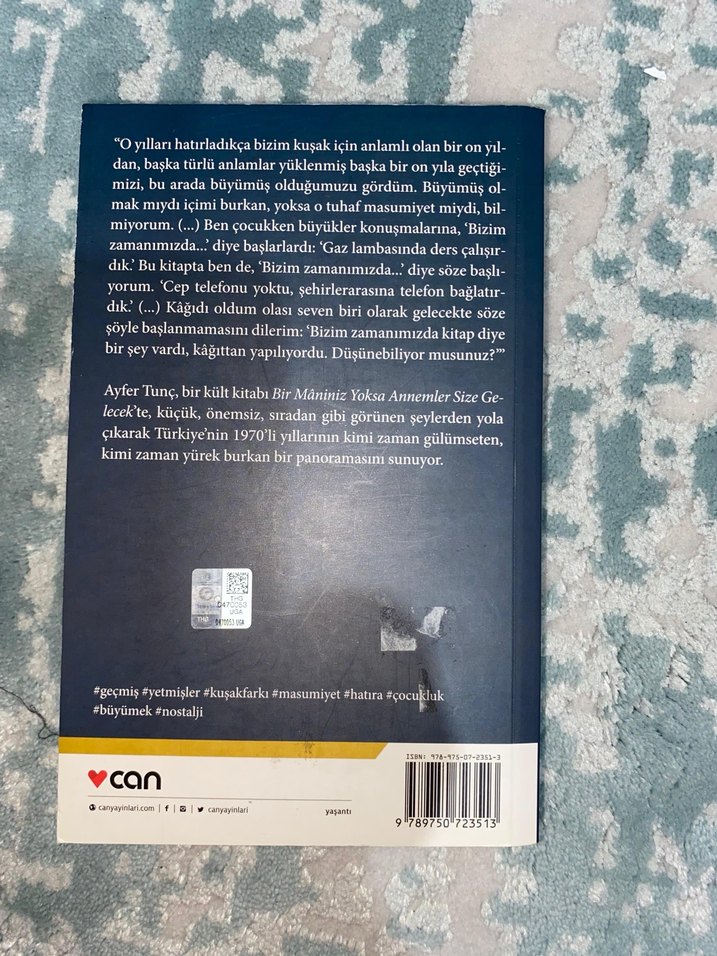 “O yılları hatırladıkça bizim kuşak için anlamlı olan bir on yıl-
dan, başka türlü anlamlar yüklenmiş başka bir on yıla geçtiği-
mizi, bu arada büyümüş olduğumuzu gördüm. Büyümüş ol-
mak mıydı içimi burkan, yoksa o tuhaf masumiyet miydi, bil-
miyorum. (...) Ben çocukken büyükler konuşmalarına, ‘Bizim
zamanımızda...’ diye başlarlardı: ‘Gaz lambasında ders çalışır-
dık.’ Bu kitapta ben de, ‘Bizim zamanımızda...’ diye söze başlı-
yorum. ‘Cep telefonu yoktu, şehirlerarasına telefon bağlatır-
dık.’ (...) Kâğıdı oldum olası seven biri olarak gelecekte söze
şöyle başlanmamasını dilerim: ‘Bizim zamanımızda kitap diye
bir şey vardı, kâğıttan yapılıyordu. Düşünebiliyor musunuz?’”
Ayfer Tunç, bir kült kitabı Bir Mâniniz Yoksa Annemler Size Ge-
lecek’te, küçük, önemsiz, sıradan gibi görünen şeylerden yola
çıkarak Türkiye’nin 1970’li yıllarının kimi zaman gülümseten,
kimi zaman yürek burkan bir panoramasını sunuyor.
THG
0470053
UGA
THG 0470053 UGA
#geçmiş #yetmişler #kuşakfarkı #masumiyet #hatıra #çocukluk
#büyümek #nostalji
ISBN: 978-975-07-2351-3
can
canyayinlari.com | f | | canyayinlari
yaşantı
9 789750 723513